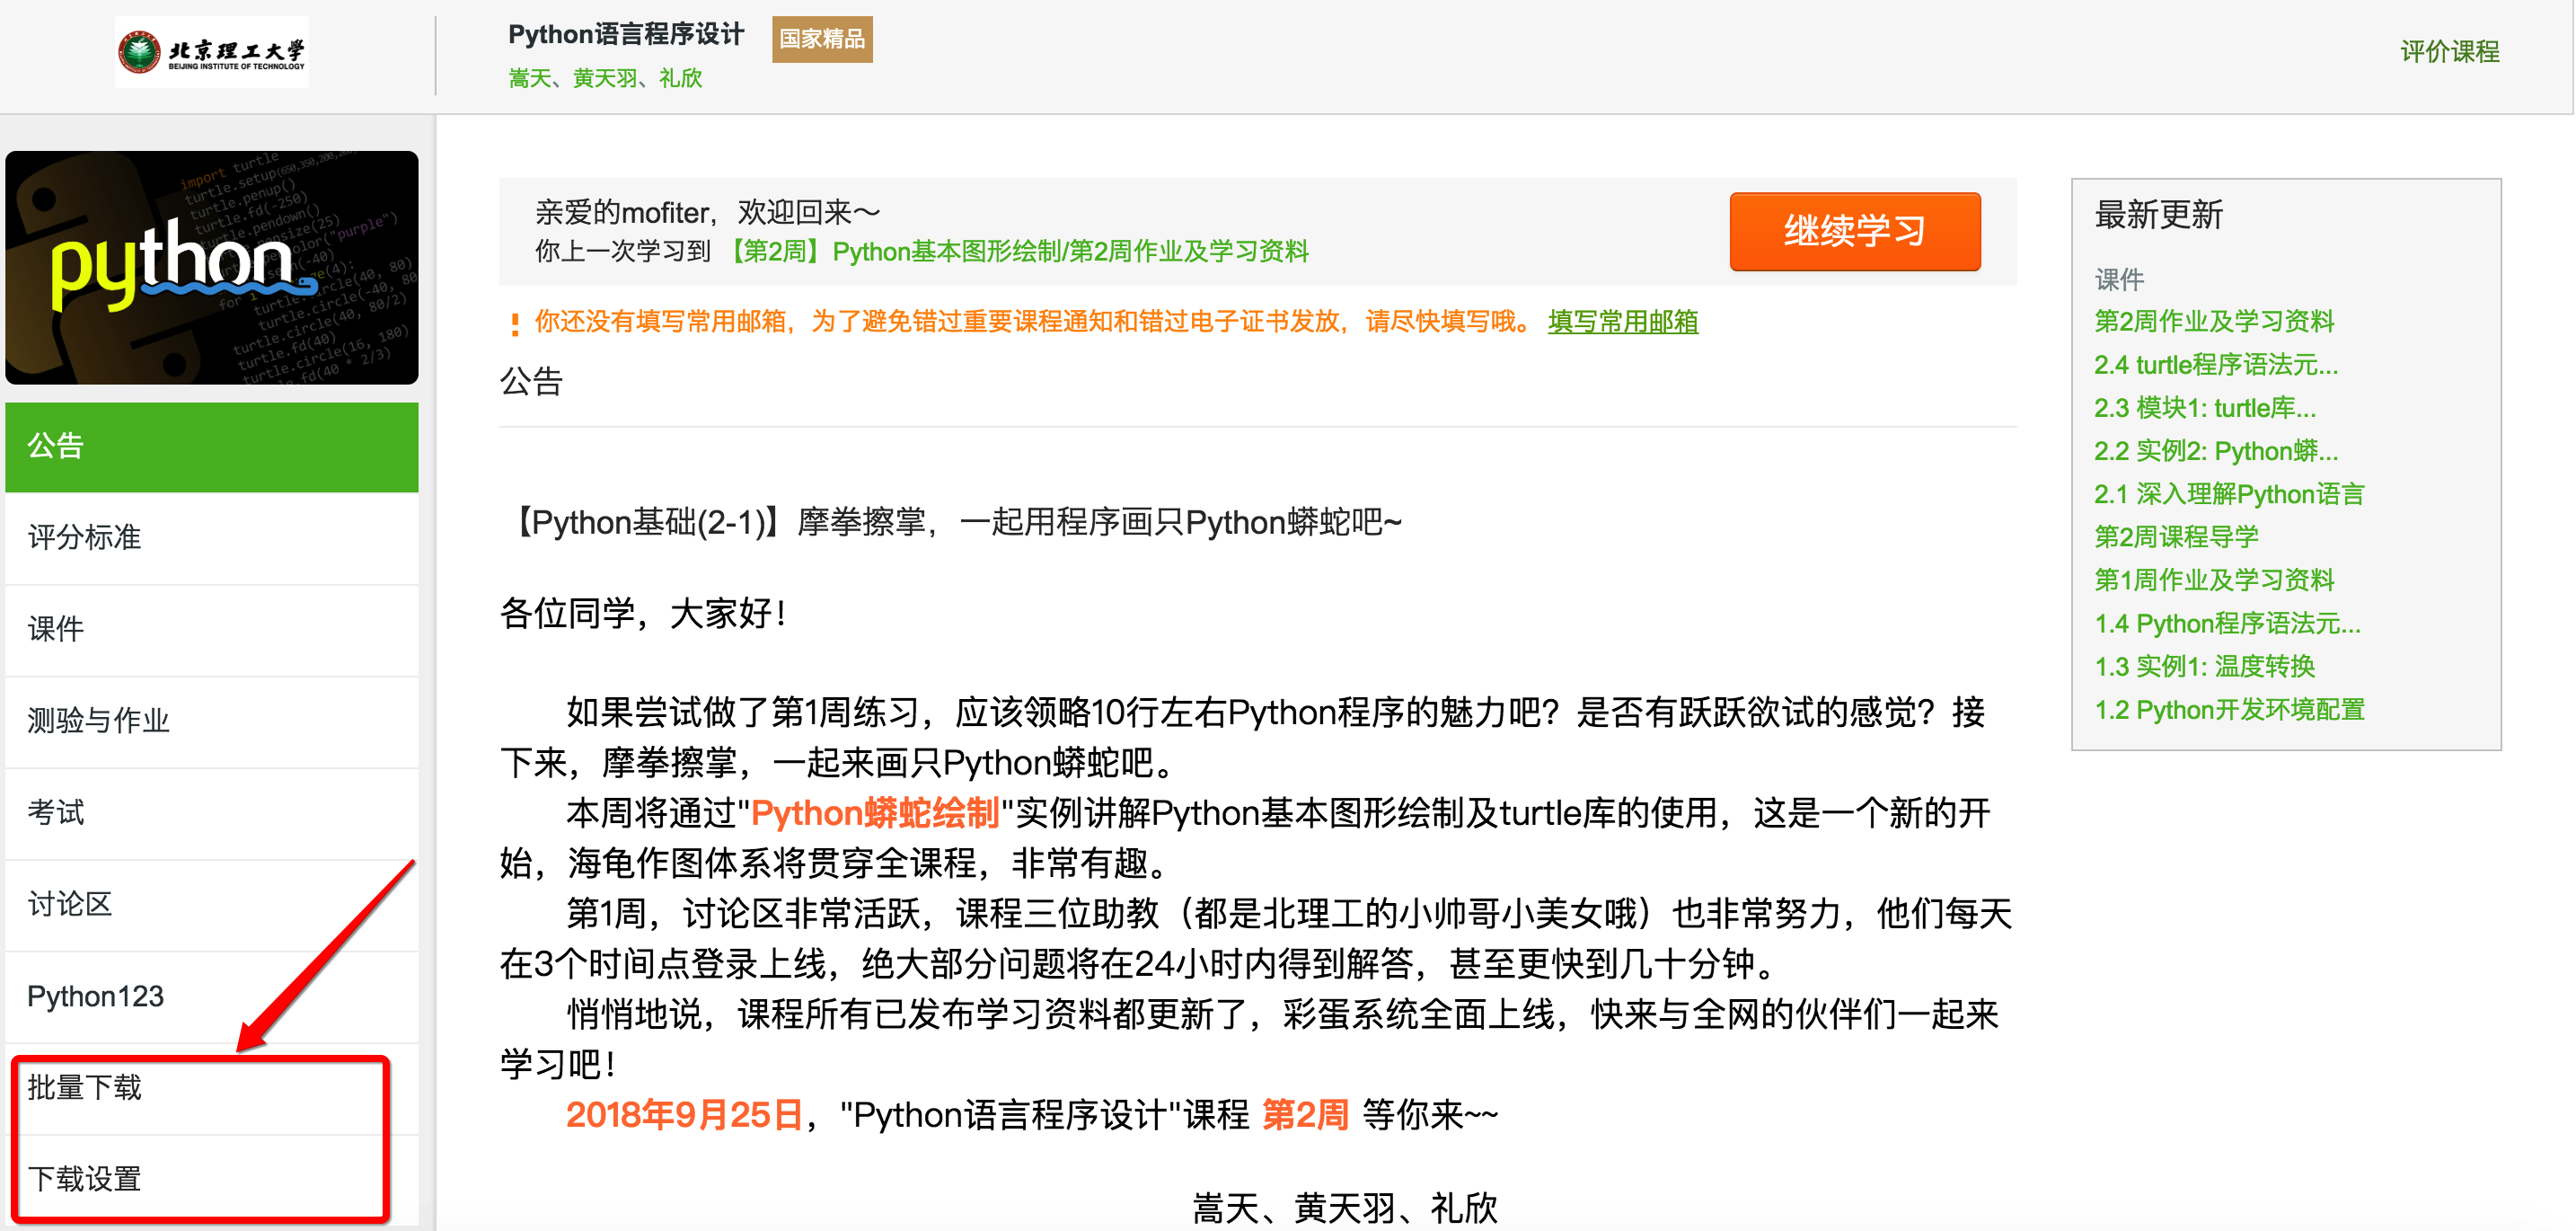 北京理工大学
BEIJING INSTITUTE OF TECHNOLOGY
Python语言程序设计
国家精品
嵩天、黄天羽、礼欣
评价课程
import turtle
turtle.setup(650,350,200,200)
turtle.penup()
turtle.fd(-250)
turtle.pendown()
python
turtle.circle(40, 80/2)
turtle.fd(40)
turtle.circle(16, 180)
公告
评分标准
课件
测验与作业
考试
讨论区
Python123
批量下载
下载设置
亲爱的mofiter，欢迎回来～
你上一次学习到 【第2周】Python基本图形绘制/第2周作业及学习资料
继续学习
你还没有填写常用邮箱，为了避免错过重要课程通知和错过电子证书发放，请尽快填写哦。 填写常用邮箱
公告
【Python基础(2-1)】摩拳擦掌，一起用程序画只Python蟒蛇吧~
各位同学，大家好！
如果尝试做了第1周练习，应该领略10行左右Python程序的魅力吧？是否有跃跃欲试的感觉？接
下来，摩拳擦掌，一起来画只Python蟒蛇吧。
本周将通过"Python蟒蛇绘制"实例讲解Python基本图形绘制及turtle库的使用，这是一个新的开
始，海龟作图体系将贯穿全课程，非常有趣。
第1周，讨论区非常活跃，课程三位助教（都是北理工的小帅哥小美女哦）也非常努力，他们每天
在3个时间点登录上线，绝大部分问题将在24小时内得到解答，甚至更快到几十分钟。
悄悄地说，课程所有已发布学习资料都更新了，彩蛋系统全面上线，快来与全网的伙伴们一起来
学习吧！
2018年9月25日，"Python语言程序设计"课程 第2周 等你来~~
嵩天、黄天羽、礼欣
最新更新
课件
第2周作业及学习资料
2.4 turtle程序语法元...
2.3 模块1: turtle库...
2.2 实例2: Python蟒...
2.1 深入理解Python语言
第2周课程导学
第1周作业及学习资料
1.4 Python程序语法元...
1.3 实例1: 温度转换
1.2 Python开发环境配置